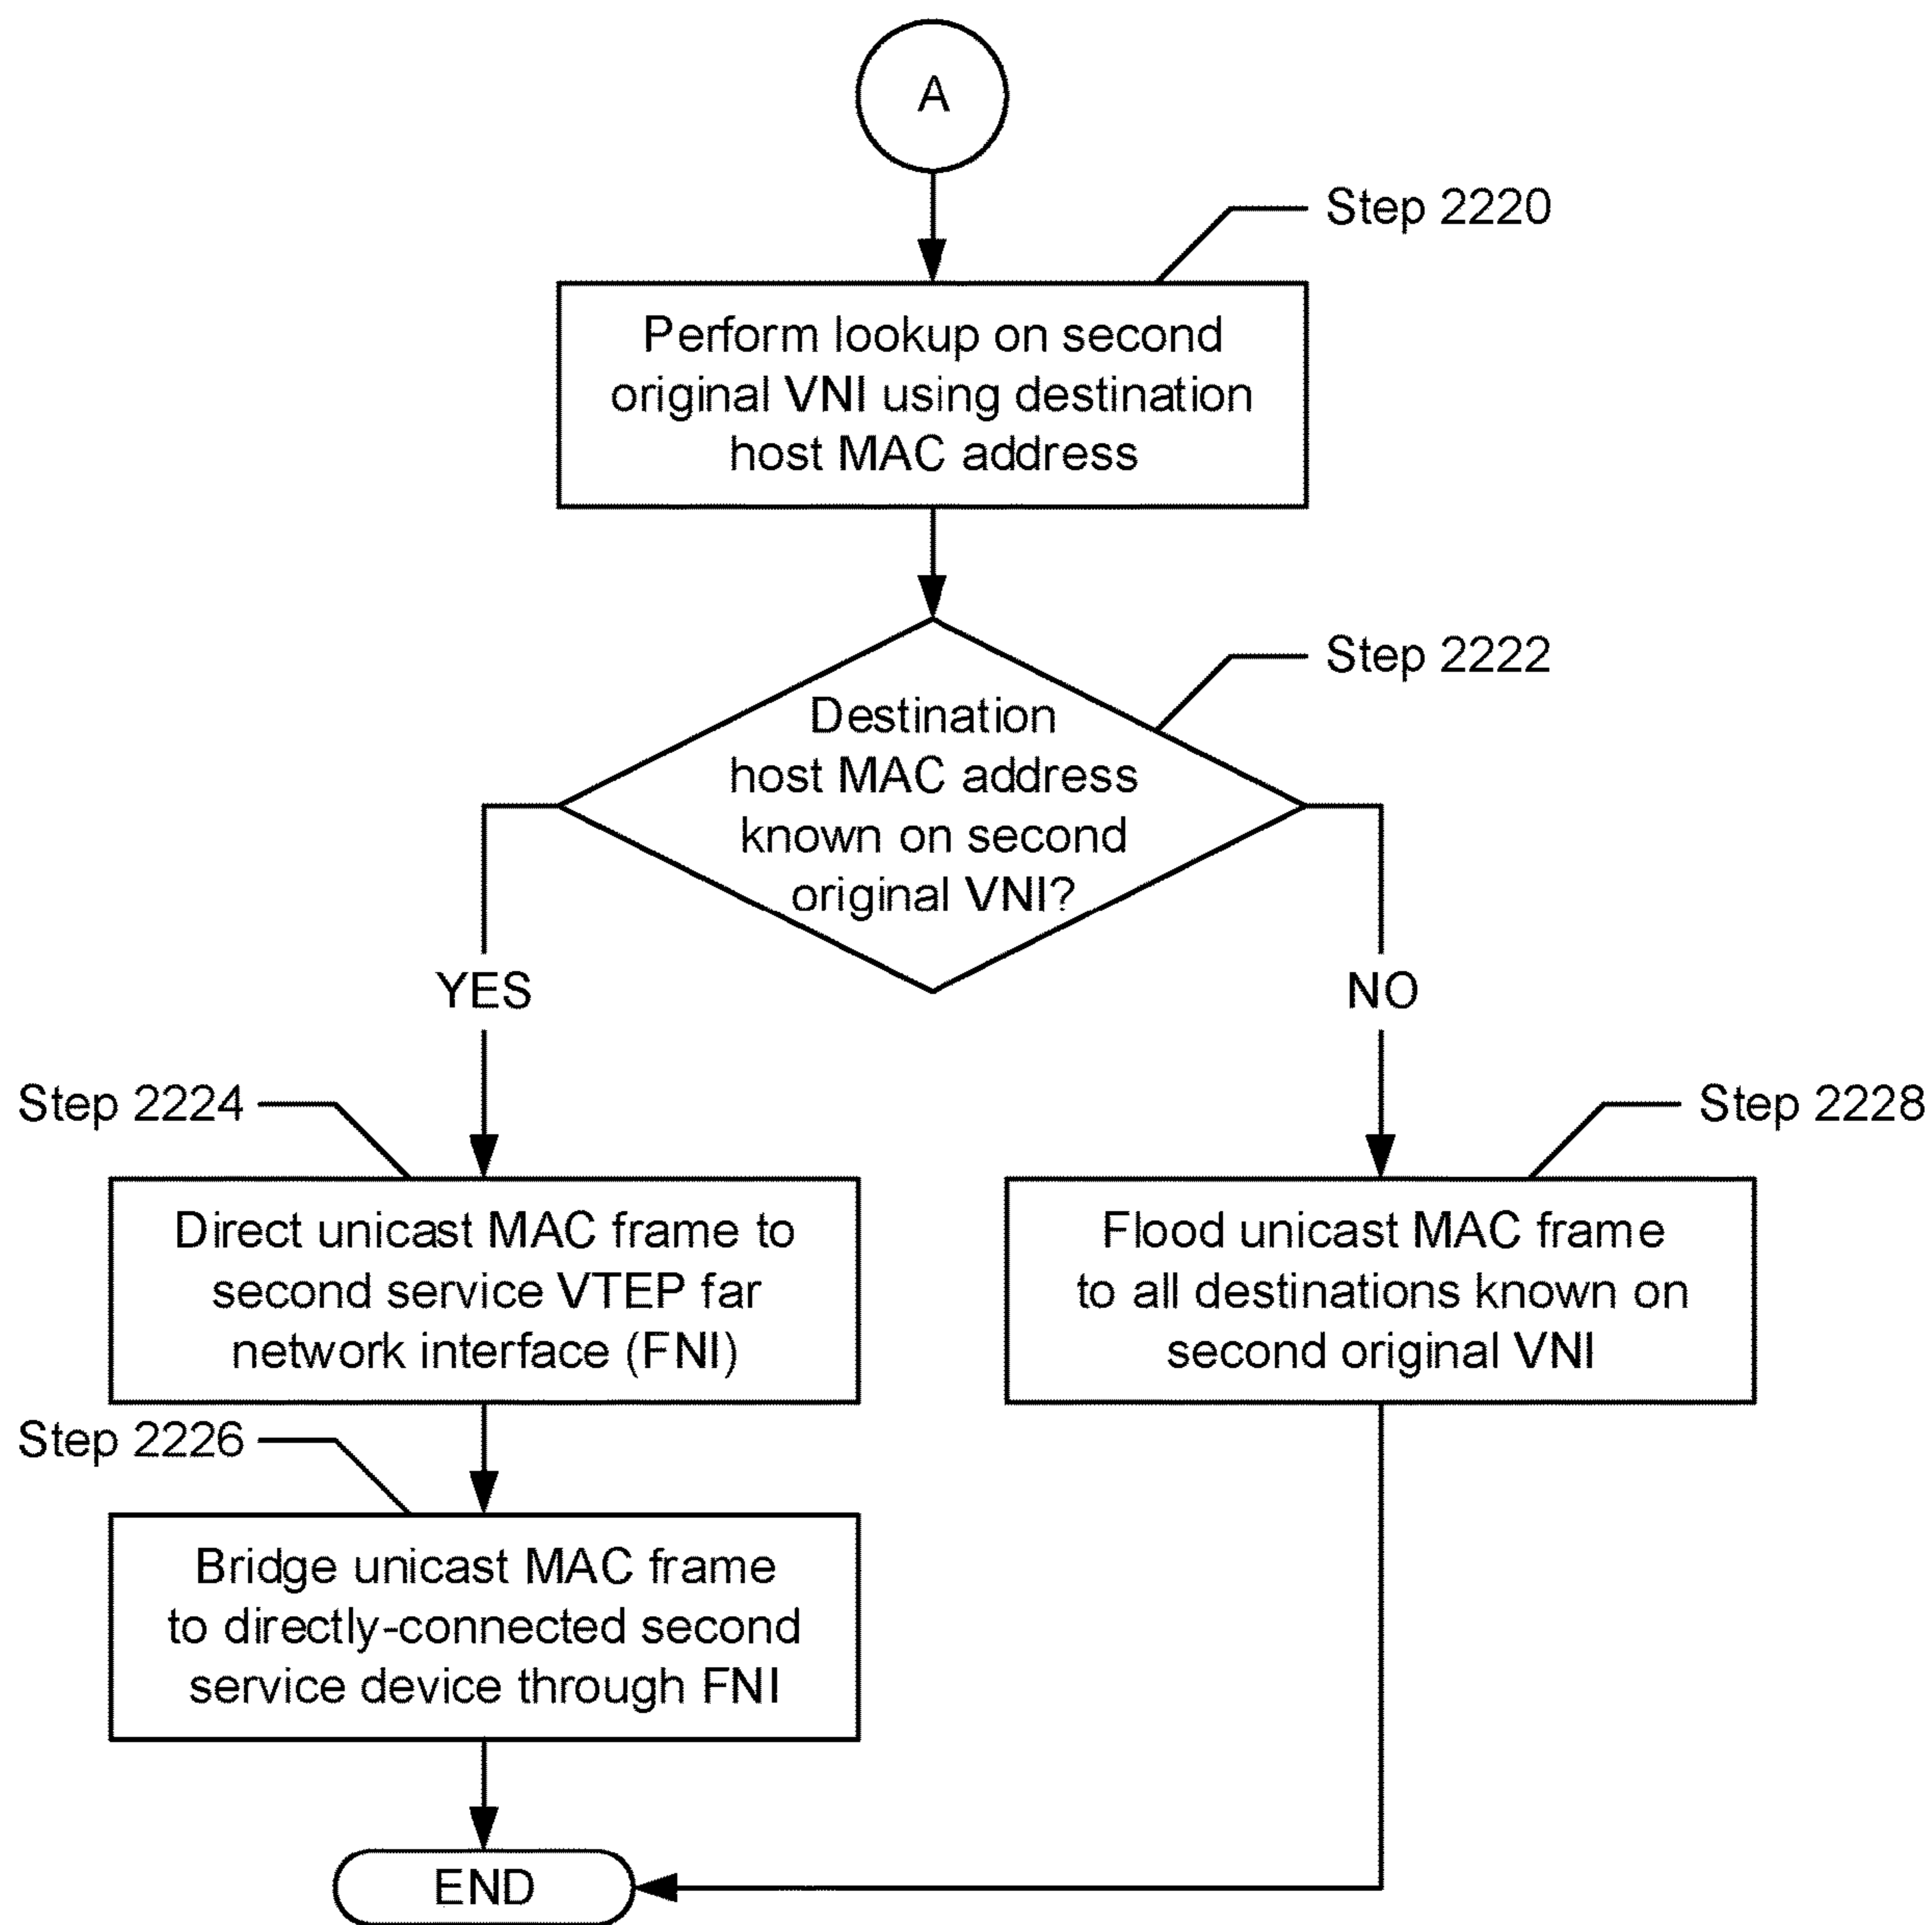 A
Step 2220
Perform lookup on second
original VNI using destination
host MAC address
Step 2222
Destination
host MAC address
known on second
original VNI?
YES
NO
Step 2224
Step 2228
Direct unicast MAC frame to
second service VTEP far
network interface (FNI)
Flood unicast MAC frame
to all destinations known on
second original VNI
Step 2226
Bridge unicast MAC frame
to directly-connected second
service device through FNI
END